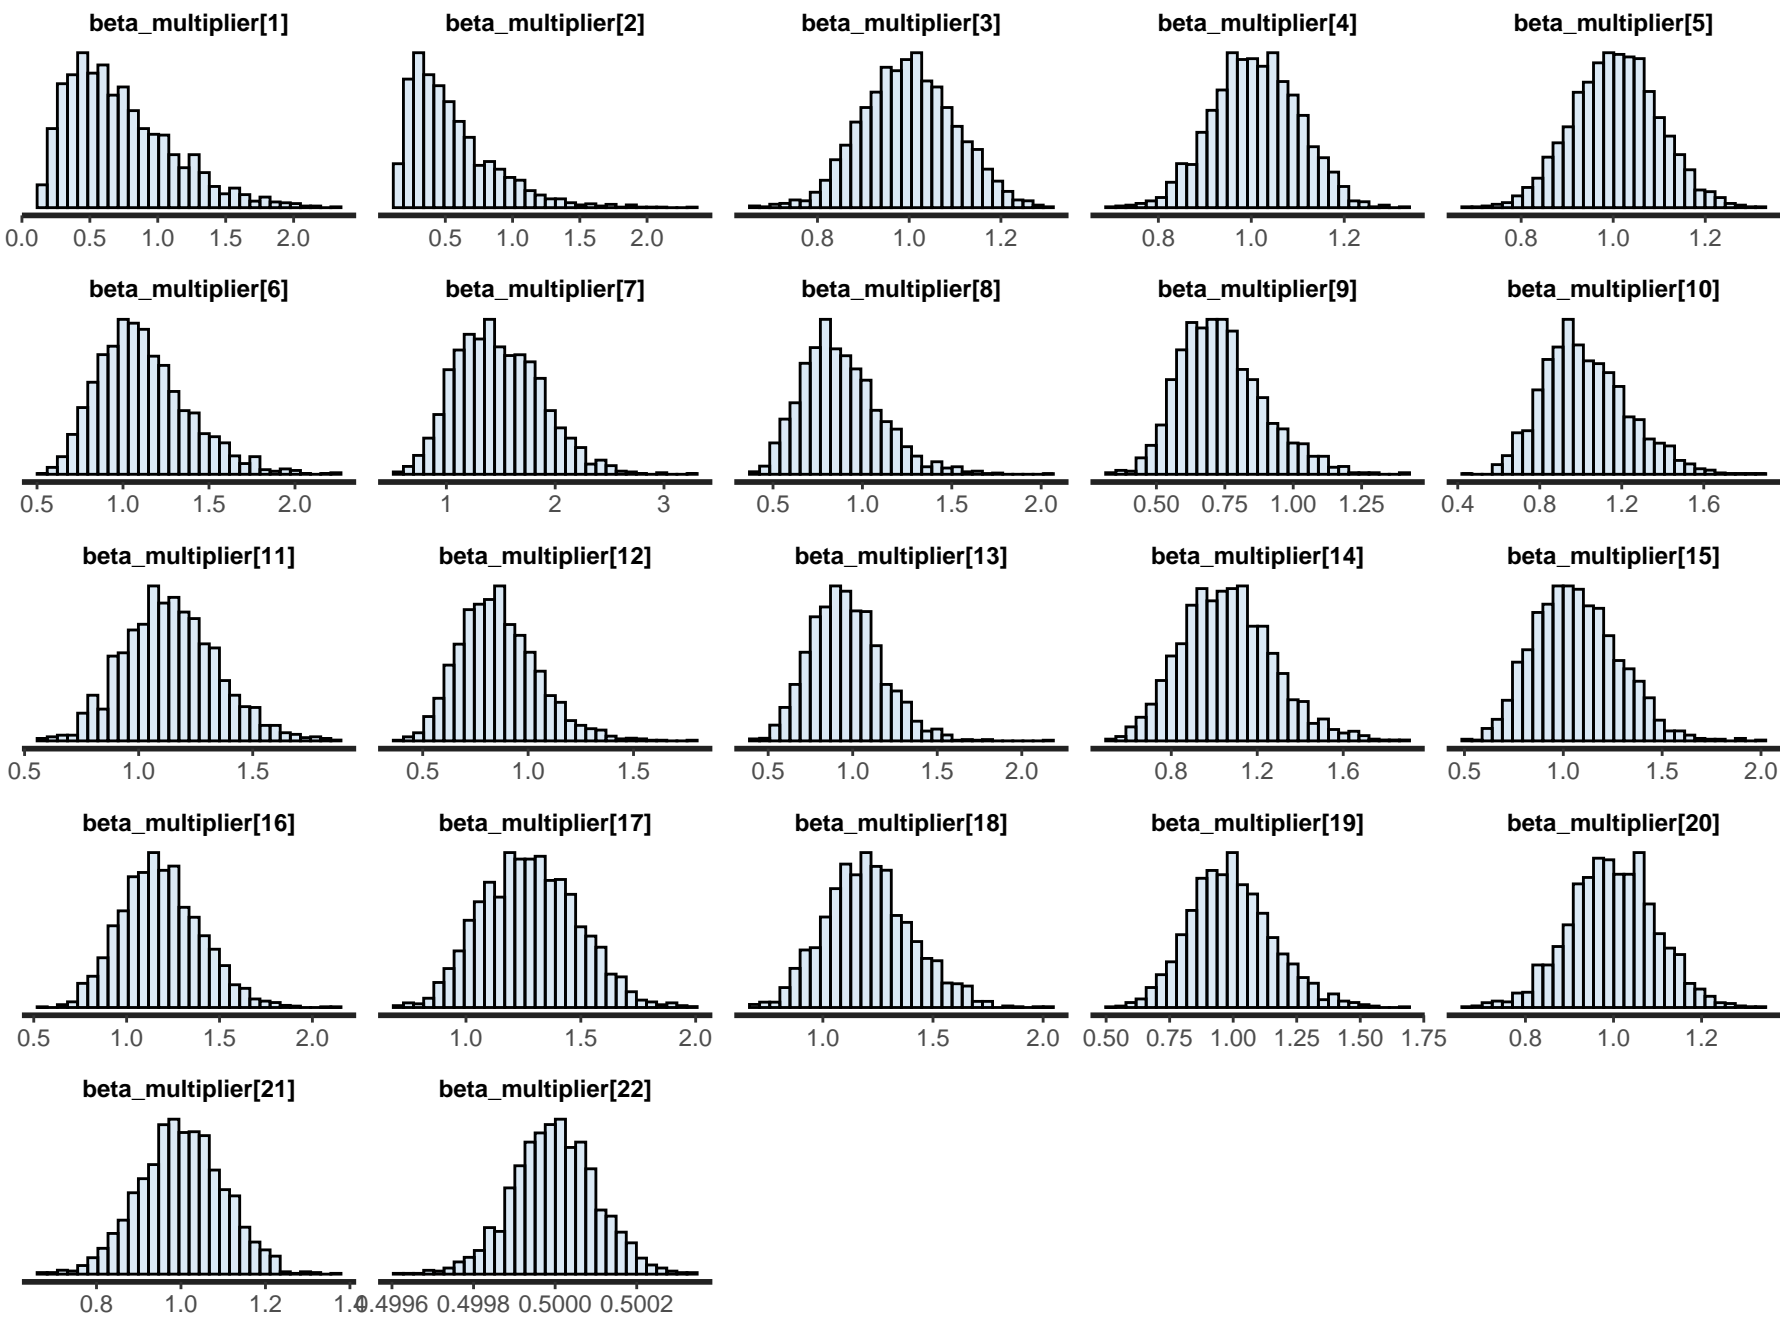 beta_multiplier[1] beta_multiplier[2] beta_multiplier[3] beta_multiplier[4] beta_multiplier[5]
0.0 0.5 1.0 1.5 2.0 0.5 1.0 1.5 2.0 0.8 1.0 1.2 0.8 1.0 1.2 0.8 1.0 1.2
beta_multiplier[6] beta_multiplier[7] beta_multiplier[8] beta_multiplier[9] beta_multiplier[10]
0.5 1.0 1.5 2.0 1 2 3 0.5 1.0 1.5 2.0 0.50 0.75 1.00 1.25 0.4 0.8 1.2 1.6
beta_multiplier[11] beta_multiplier[12] beta_multiplier[13] beta_multiplier[14] beta_multiplier[15]
0.5 1.0 1.5 0.5 1.0 1.5 0.5 1.0 1.5 2.0 0.8 1.2 1.6 0.5 1.0 1.5 2.0
beta_multiplier[16] beta_multiplier[17] beta_multiplier[18] beta_multiplier[19] beta_multiplier[20]
0.5 1.0 1.5 2.0 1.0 1.5 2.0 1.0 1.5 2.0 0.50 0.75 1.00 1.25 1.50 1.75 0.8 1.0 1.2
beta_multiplier[21] beta_multiplier[22]
0.8 1.0 1.2 1.4 0.4996 0.4998 0.5000 0.5002